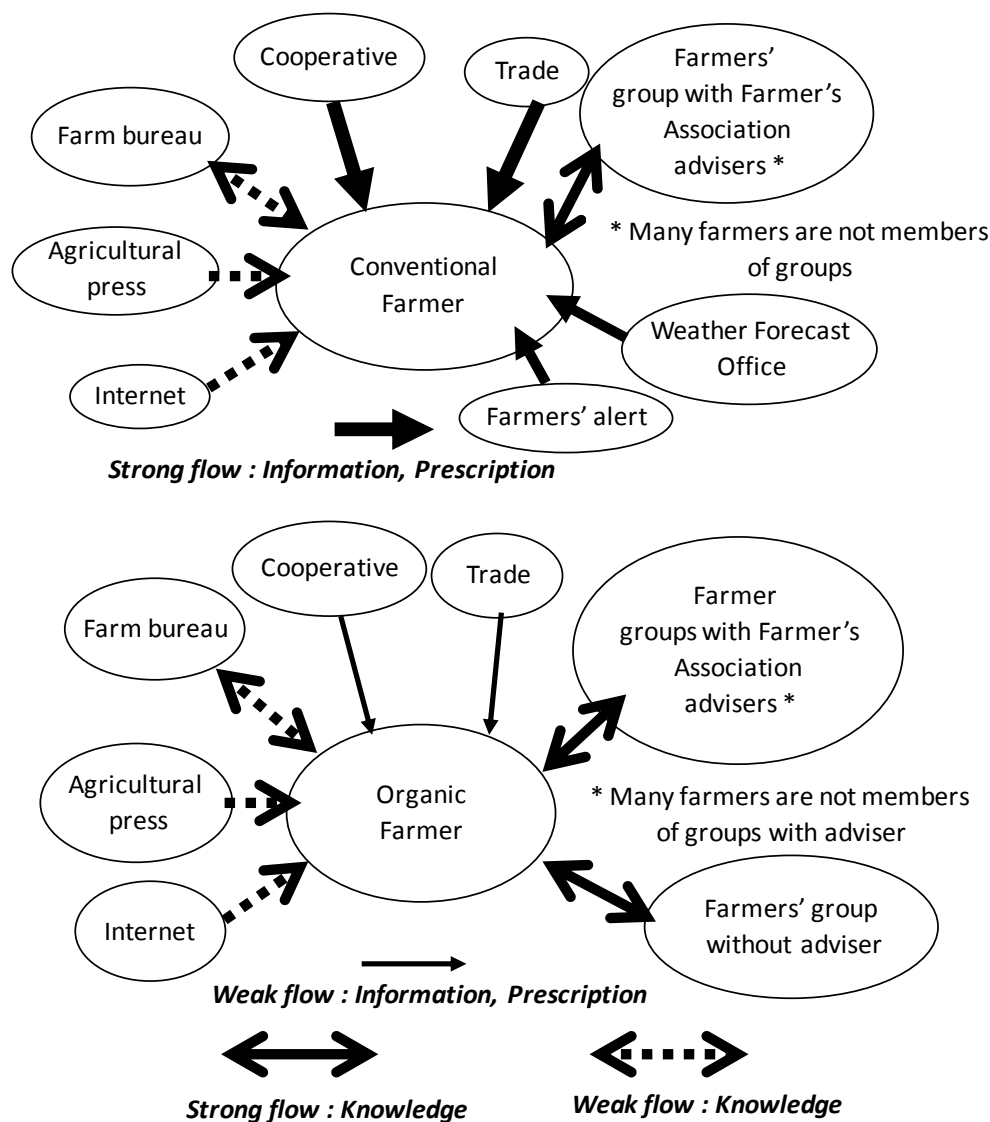 Cooperative
Trade
Farmers'
group with Farmer's
Association
advisers *
Farm bureau
* Many farmers are not members
of groups
Agricultural
press
Conventional
Farmer
Weather Forecast
Office
Internet
Farmers' alert
Strong flow : Information, Prescription
Cooperative
Trade
Farmer
groups with Farmer's
Association
advisers *
Farm bureau
Agricultural
press
Organic
Farmer
* Many farmers are not members
of groups with adviser
Internet
Farmers' group
without adviser
Weak flow : Information, Prescription
Strong flow : Knowledge
Weak flow : Knowledge